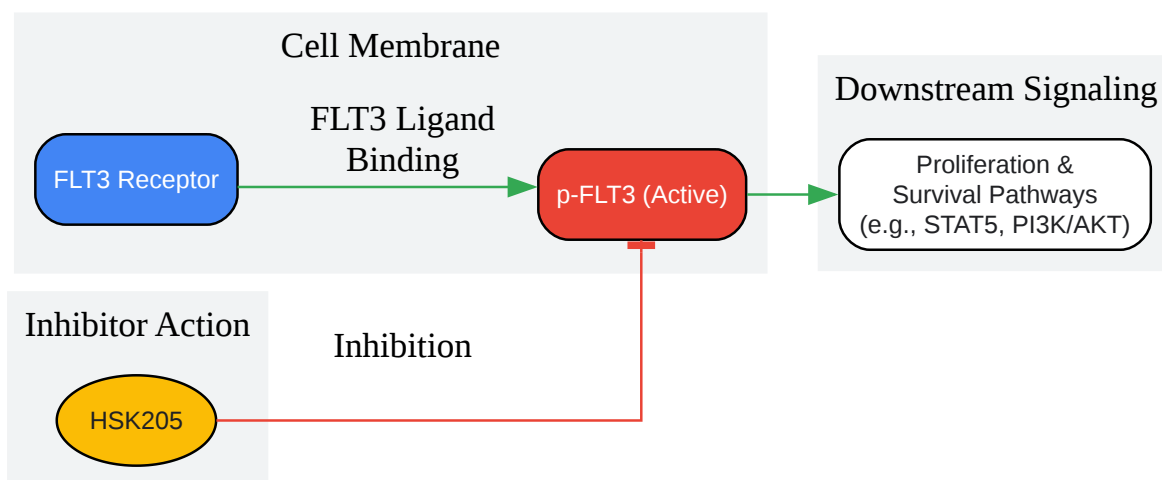 Cell Membrane
FLT3 Ligand
Binding
FLT3 Receptor
p-FLT3 (Active)
Downstream Signaling
Proliferation &
Survival Pathways
(e.g., STAT5, PI3K/AKT)
Inhibitor Action
Inhibition
HSK205